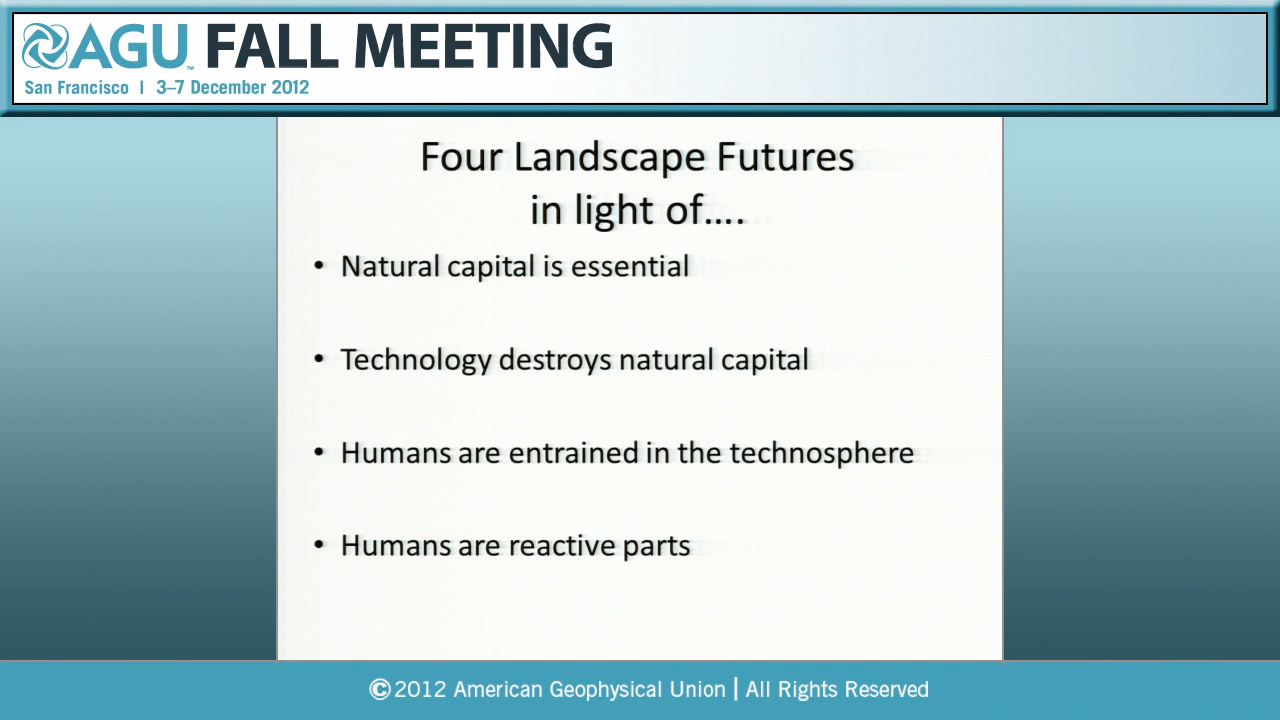 AGU™ FALL MEETING
San Francisco | 3–7 December 2012
Four Landscape Futures
in light of....
• Natural capital is essential
• Technology destroys natural capital
• Humans are entrained in the technosphere
• Humans are reactive parts
©2012 American Geophysical Union | All Rights Reserved